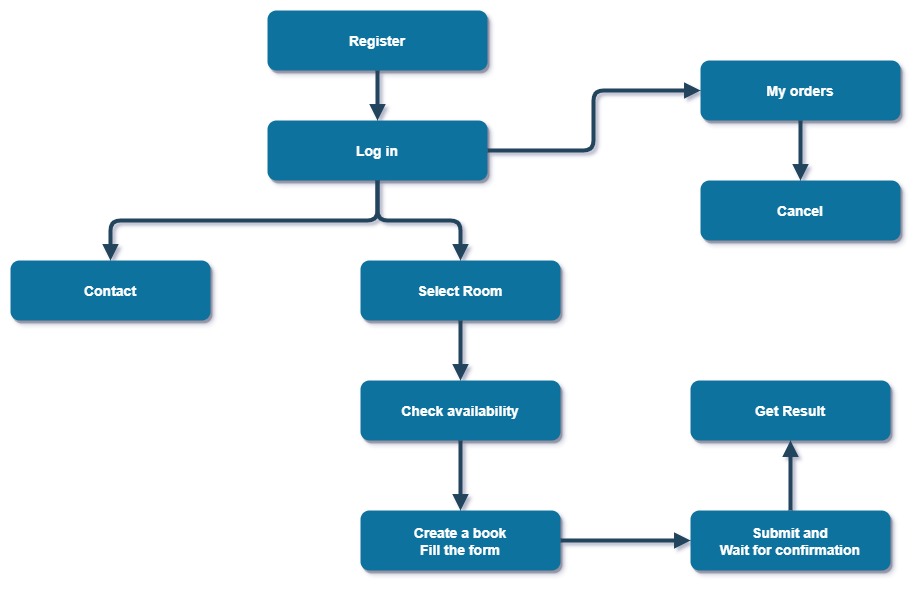 Register
My orders
Log in
Cancel
Contact
Select Room
Check availability
Get Result
Create a book
Fill the form
Submit and
Wait for confirmation